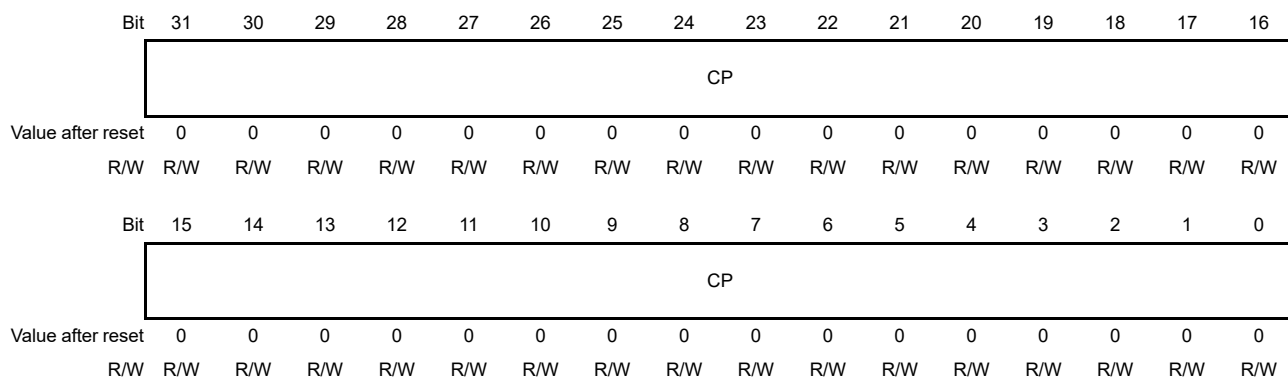 Bit 31 30 29 28 27 26 25 24 23 22 21 20 19 18 17 16
CP
Value after reset 0 0 0 0 0 0 0 0 0 0 0 0 0 0 0 0
R/W R/W R/W R/W R/W R/W R/W R/W R/W R/W R/W R/W R/W R/W R/W R/W R/W
Bit 15 14 13 12 11 10 9 8 7 6 5 4 3 2 1 0
CP
Value after reset 0 0 0 0 0 0 0 0 0 0 0 0 0 0 0 0
R/W R/W R/W R/W R/W R/W R/W R/W R/W R/W R/W R/W R/W R/W R/W R/W R/W